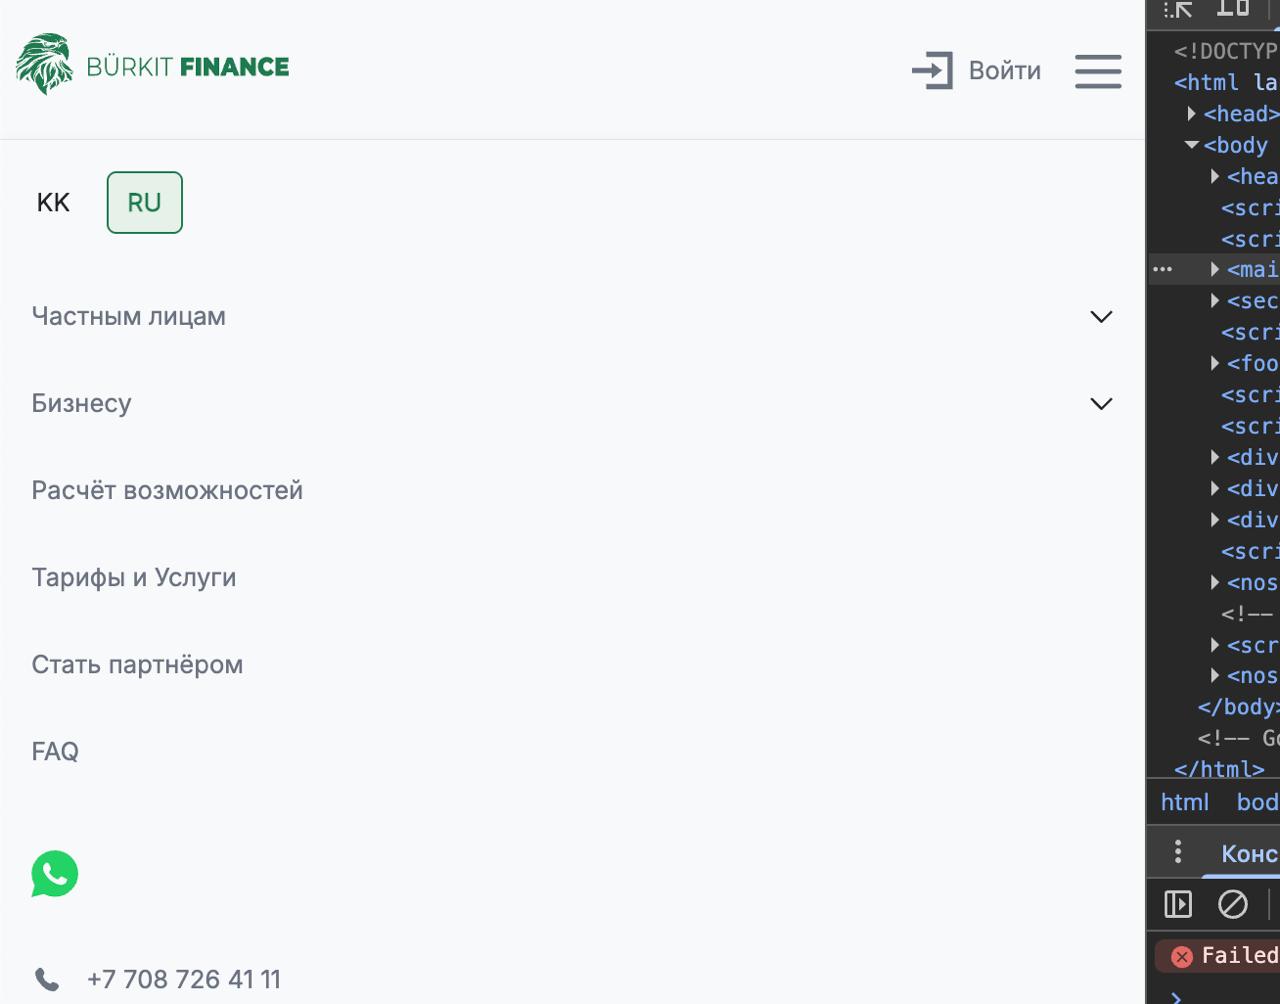 BÜRKIT FINANCE
Войти
KK
RU
Частным лицам
Бизнесу
Расчёт возможностей
Тарифы и Услуги
Стать партнёром
FAQ
+7 708 726 41 11
<!DOCTYP
<html la
<head>
<body
<hea
<scri
<scri
<mai
<sec
<scri
<foo
<scri
<scri
<div
<div
<div
<scri
<nos
<!--
<scr
<nos
</body>
<!-- Go
</html>
html bod
Конс
Failed